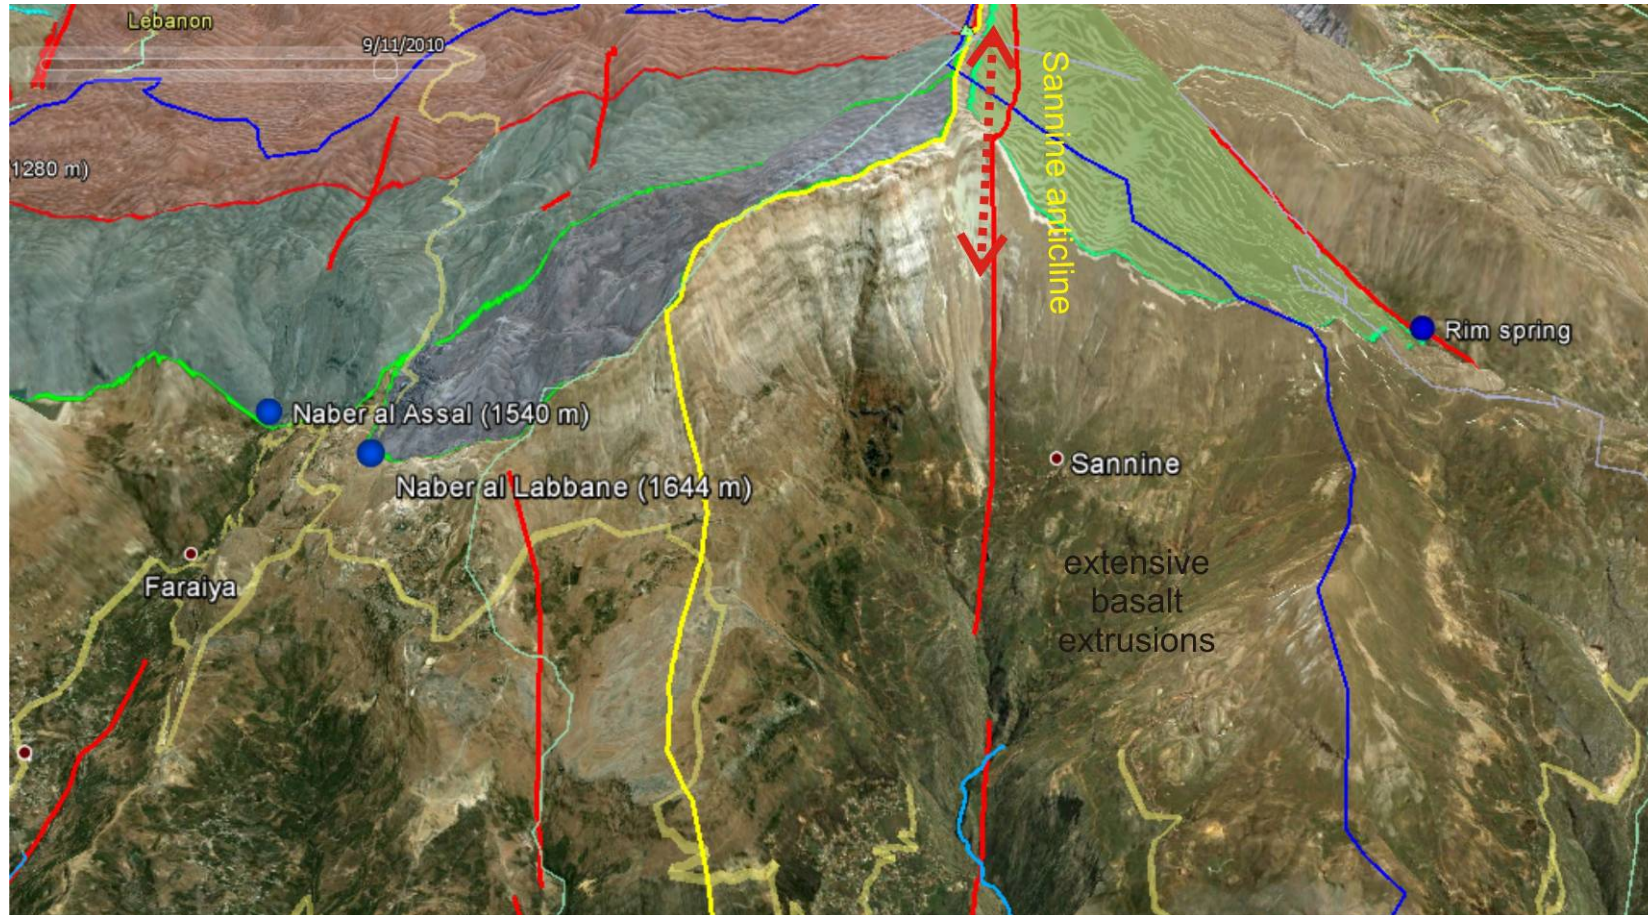 Lebanon
9/11/2010
Sannine anticline
1280 m)
Rim spring
Naber al Assal (1540 m)
Sannine
Naber al Labbane (1644 m)
extensive
basalt
extrusions
Faraiya